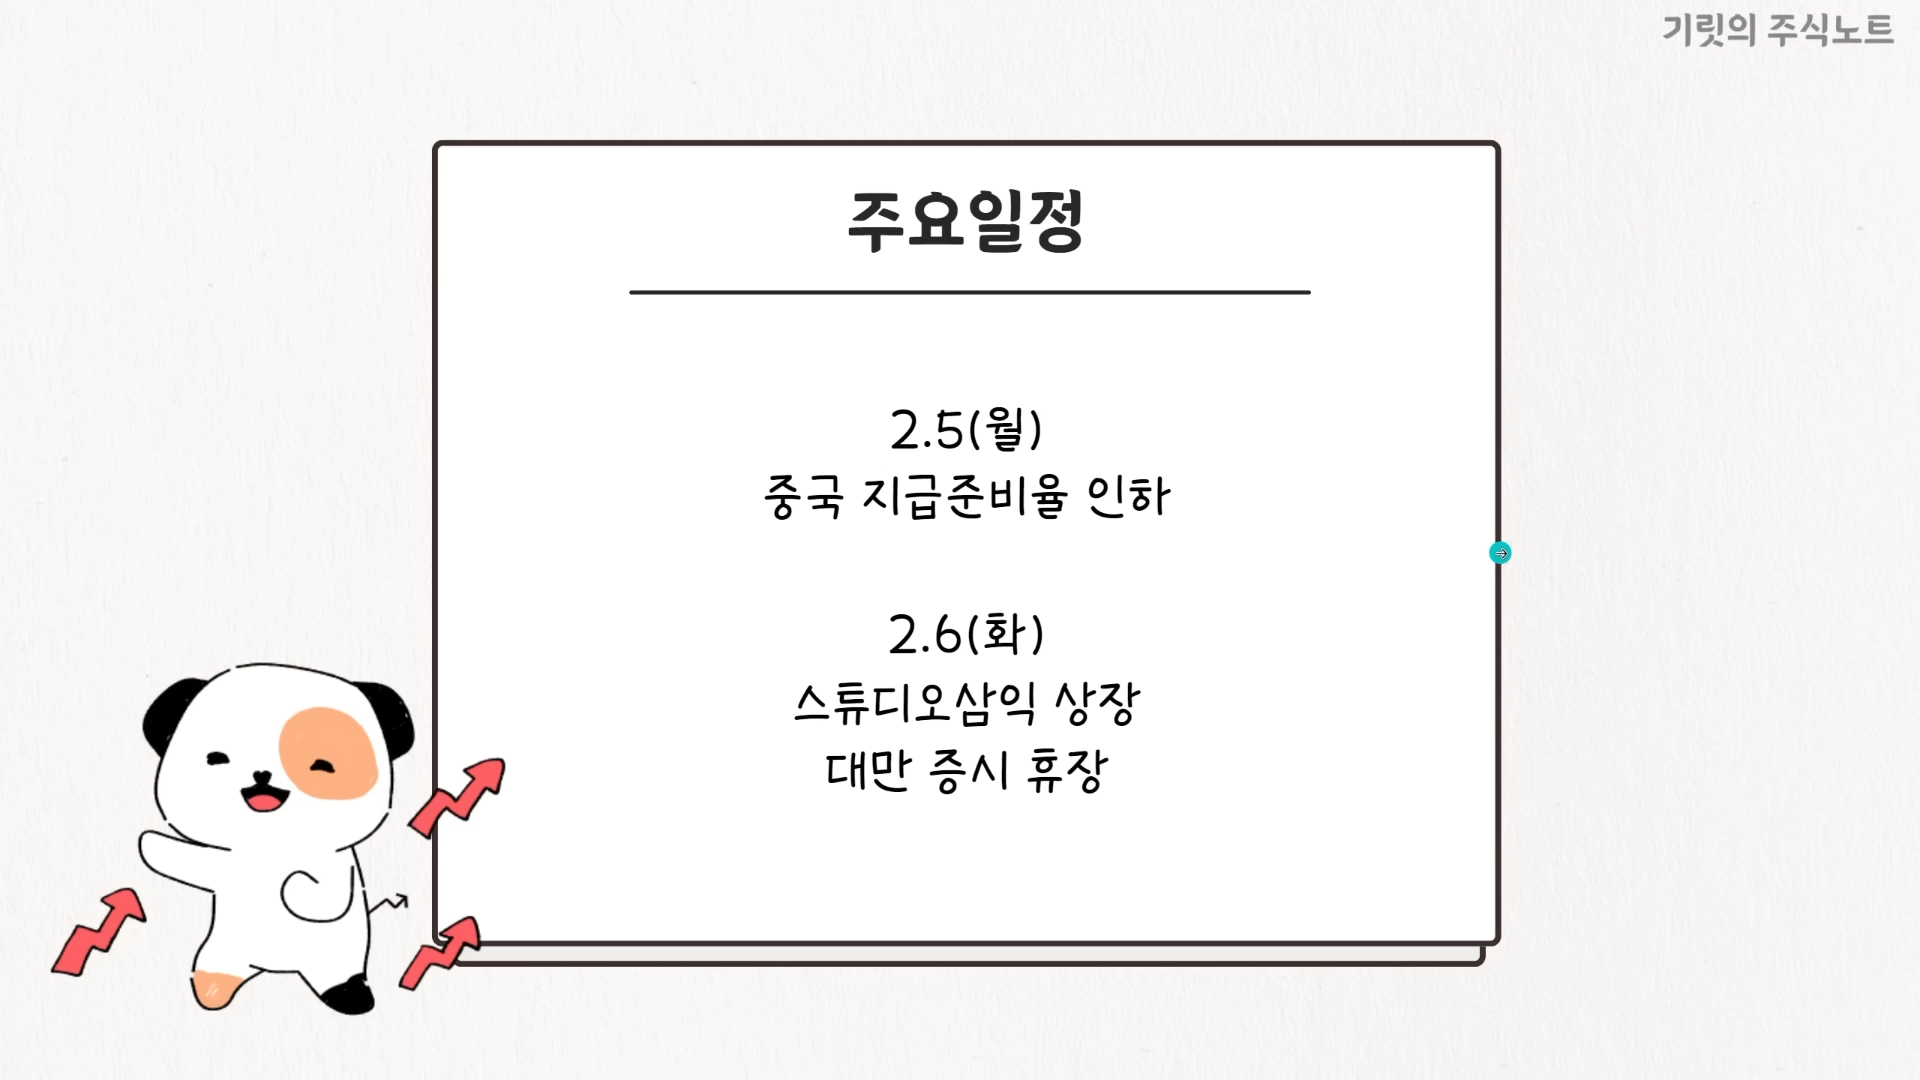 기릿의 주식노트
주요일정
2.5(월)
중국 지급준비율 인하
2.6(화)
스튜디오삼익 상장
대만 증시 휴장